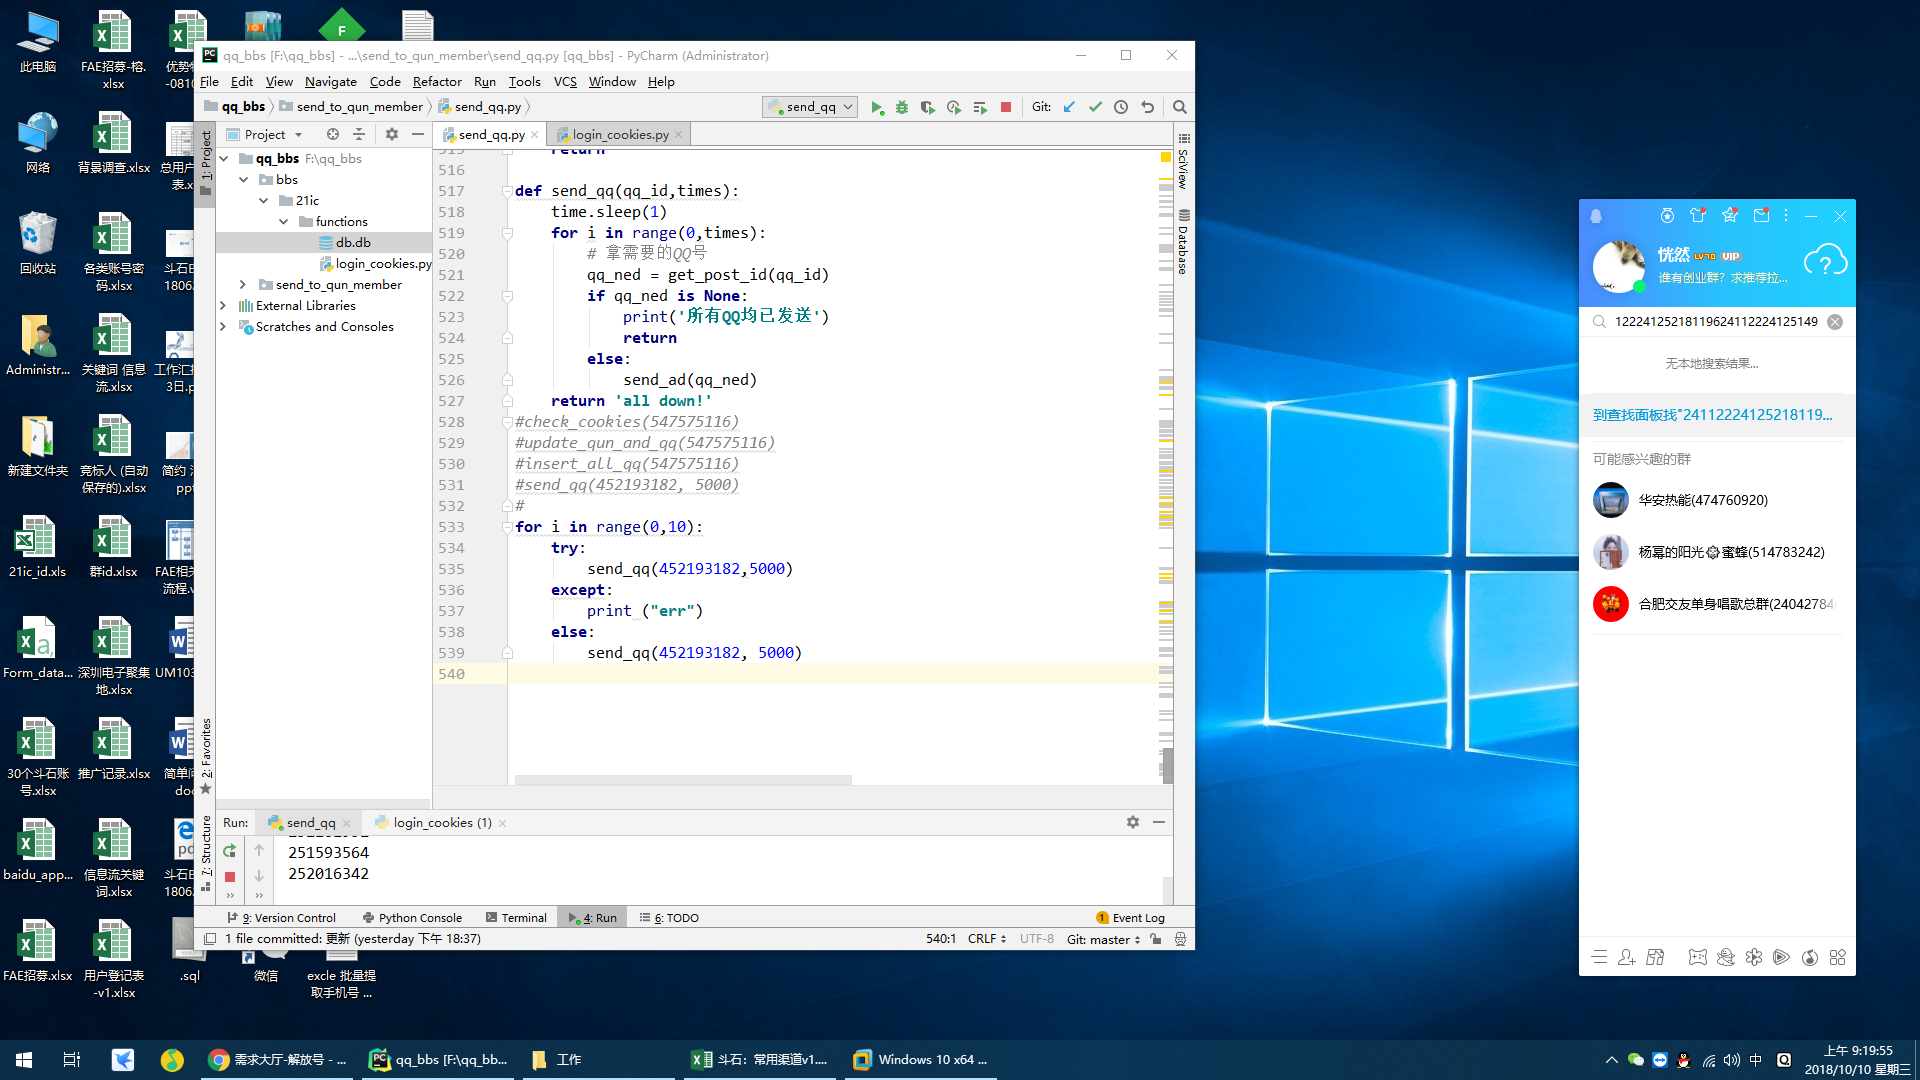 qq_bbs [F:\qq_bbs] - ...\send_to_qun_member\send_qq.py [qq_bbs] - PyCharm (Administrator)
File Edit View Navigate Code Refactor Run Tools VCS Window Help
qq_bbs send_to_qun_member send_qq.py
send_qq Git:
Project
send_qq.py
login_cookies.py
1: Project
qq_bbs F:\qq_bbs
bbs
21ic
functions
db.db
login_cookies.py
send_to_qun_member
External Libraries
Scratches and Consoles
515 return
516
517 def send_qq(qq_id,times):
518 time.sleep(1)
519 for i in range(0,times):
520 # 拿需要的QQ号
521 qq_ned = get_post_id(qq_id)
522 if qq_ned is None:
523 print('所有QQ均已发送')
524 return
525 else:
526 send_ad(qq_ned)
527 return 'all down!'
528 #check_cookies(547575116)
529 #update_qun_and_qq(547575116)
530 #insert_all_qq(547575116)
531 #send_qq(452193182, 5000)
532 #
533 for i in range(0,10):
534 try:
535 send_qq(452193182,5000)
536 except:
537 print ("err")
538 else:
539 send_qq(452193182, 5000)
540
SciView
Database
2: Favorites
7: Structure
Run: send_qq login_cookies (1)
251593564
252016342
9: Version Control Python Console Terminal 4: Run 6: TODO
1 Event Log
1 file committed: 更新 (yesterday 下午 18:37)
540:1 CRLF UTF-8 Git: master
此电脑
FAE招募-榕.
xlsx
-0810
网络
背景调查.xlsx
总用户
回收站
各类账号密
码.xlsx
1806
Administr...
关键词 信息
流.xlsx
工作汇
3日.p
新建文件夹
竞标人 (自动
保存的).xlsx
简约
ppt
21ic_id.xls
群id.xlsx
FAE相关
流程.v
Form_data...
深圳电子聚集
地.xlsx
UM103
30个斗石账
号.xlsx
推广记录.xlsx
简单
doc
baidu_app...
信息流关键
词.xlsx
1806
FAE招募.xlsx
用户登记表
-v1.xlsx
.sql
微信
excle 批量提
取手机号 ...
恍然 LV70 VIP
谁有创业群? 求推荐拉...
1222412521811962411222412​5149
无本地搜索结果...
到查找面板找"24112224125218119...
可能感兴趣的群
华安热能(474760920)
杨幂的阳光蜜蜂(514783242)
合肥交友单身唱歌总群(24042784
需求大厅-解放号 - ...
qq_bbs [F:\qq_bb...
工作
斗石：常用渠道v1....
Windows 10 x64 ...
中
上午 9:19:55
2018/10/10 星期三